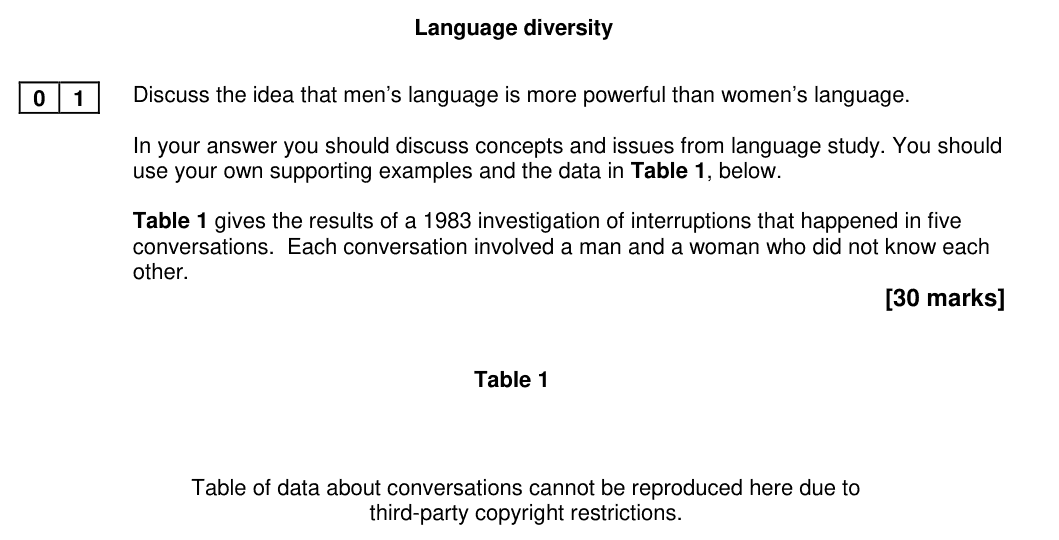 Language diversity
0 1 Discuss the idea that men’s language is more powerful than women’s language.
In your answer you should discuss concepts and issues from language study. You should
use your own supporting examples and the data in Table 1, below.
Table 1 gives the results of a 1983 investigation of interruptions that happened in five
conversations.  Each conversation involved a man and a woman who did not know each
other.
[30 marks]
Table 1
Table of data about conversations cannot be reproduced here due to
third-party copyright restrictions.